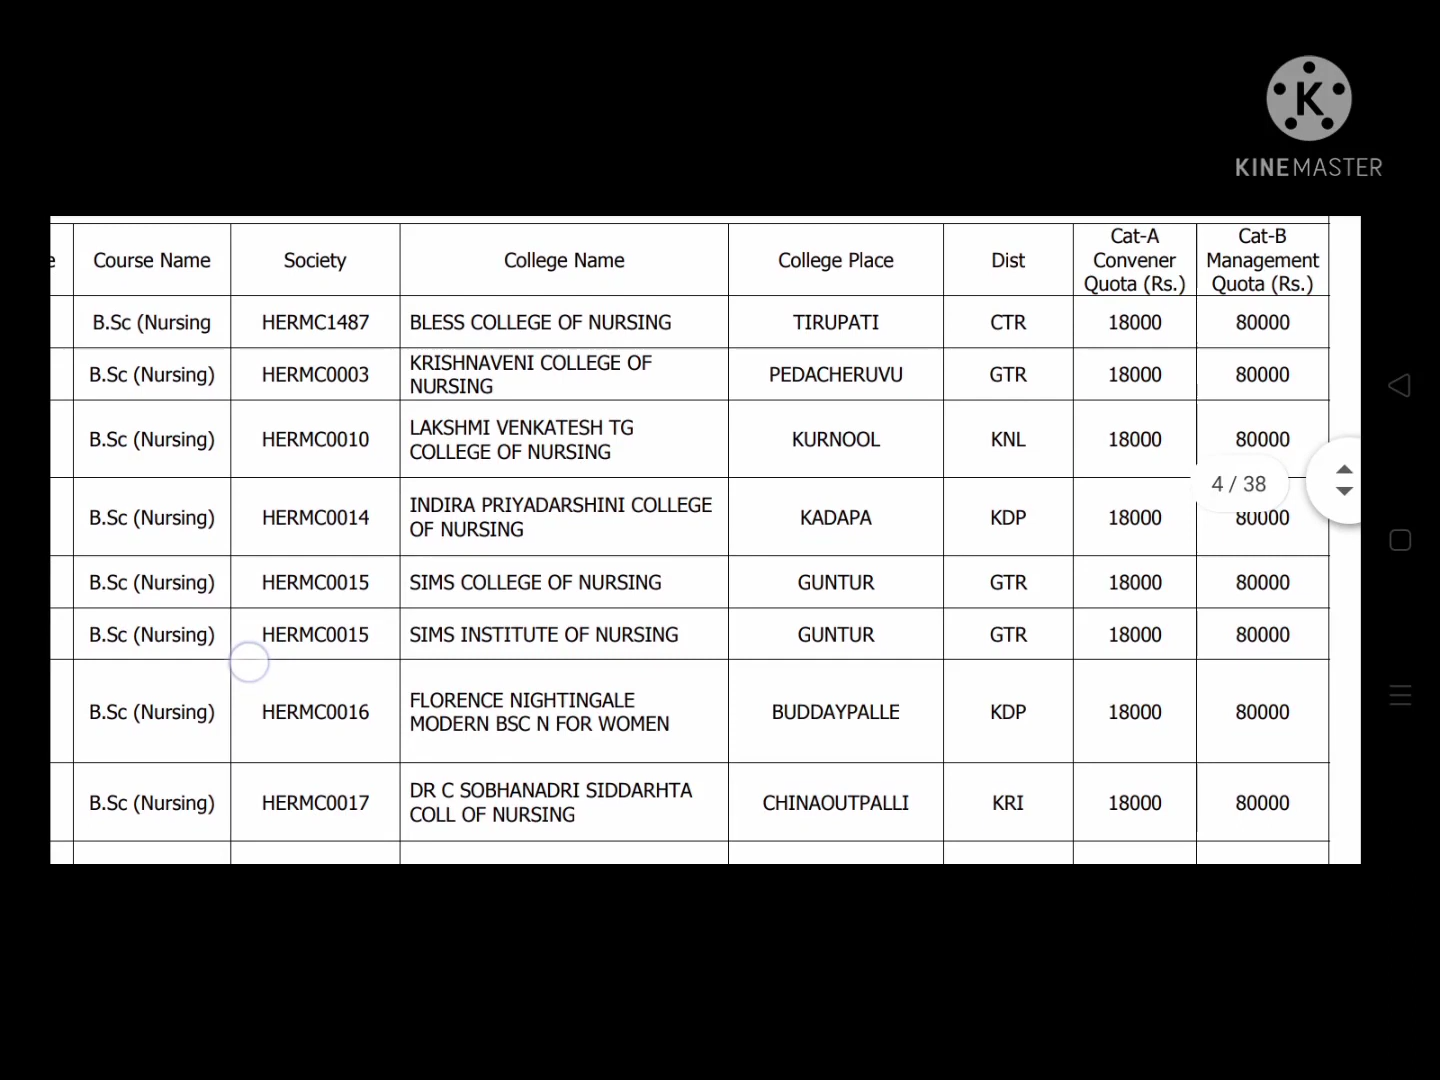 K
KINEMASTER
e Course Name Society College Name College Place Dist Cat-A Convener Quota (Rs.) Cat-B Management Quota (Rs.)
B.Sc (Nursing HERMC1487 BLESS COLLEGE OF NURSING TIRUPATI CTR 18000 80000
B.Sc (Nursing) HERMC0003 KRISHNAVENI COLLEGE OF NURSING PEDACHERUVU GTR 18000 80000
B.Sc (Nursing) HERMC0010 LAKSHMI VENKATESH TG COLLEGE OF NURSING KURNOOL KNL 18000 80000
4 / 38
B.Sc (Nursing) HERMC0014 INDIRA PRIYADARSHINI COLLEGE OF NURSING KADAPA KDP 18000 80000
B.Sc (Nursing) HERMC0015 SIMS COLLEGE OF NURSING GUNTUR GTR 18000 80000
B.Sc (Nursing) HERMC0015 SIMS INSTITUTE OF NURSING GUNTUR GTR 18000 80000
B.Sc (Nursing) HERMC0016 FLORENCE NIGHTINGALE MODERN BSC N FOR WOMEN BUDDAYPALLE KDP 18000 80000
B.Sc (Nursing) HERMC0017 DR C SOBHANADRI SIDDARHTA COLL OF NURSING CHINAOUTPALLI KRI 18000 80000